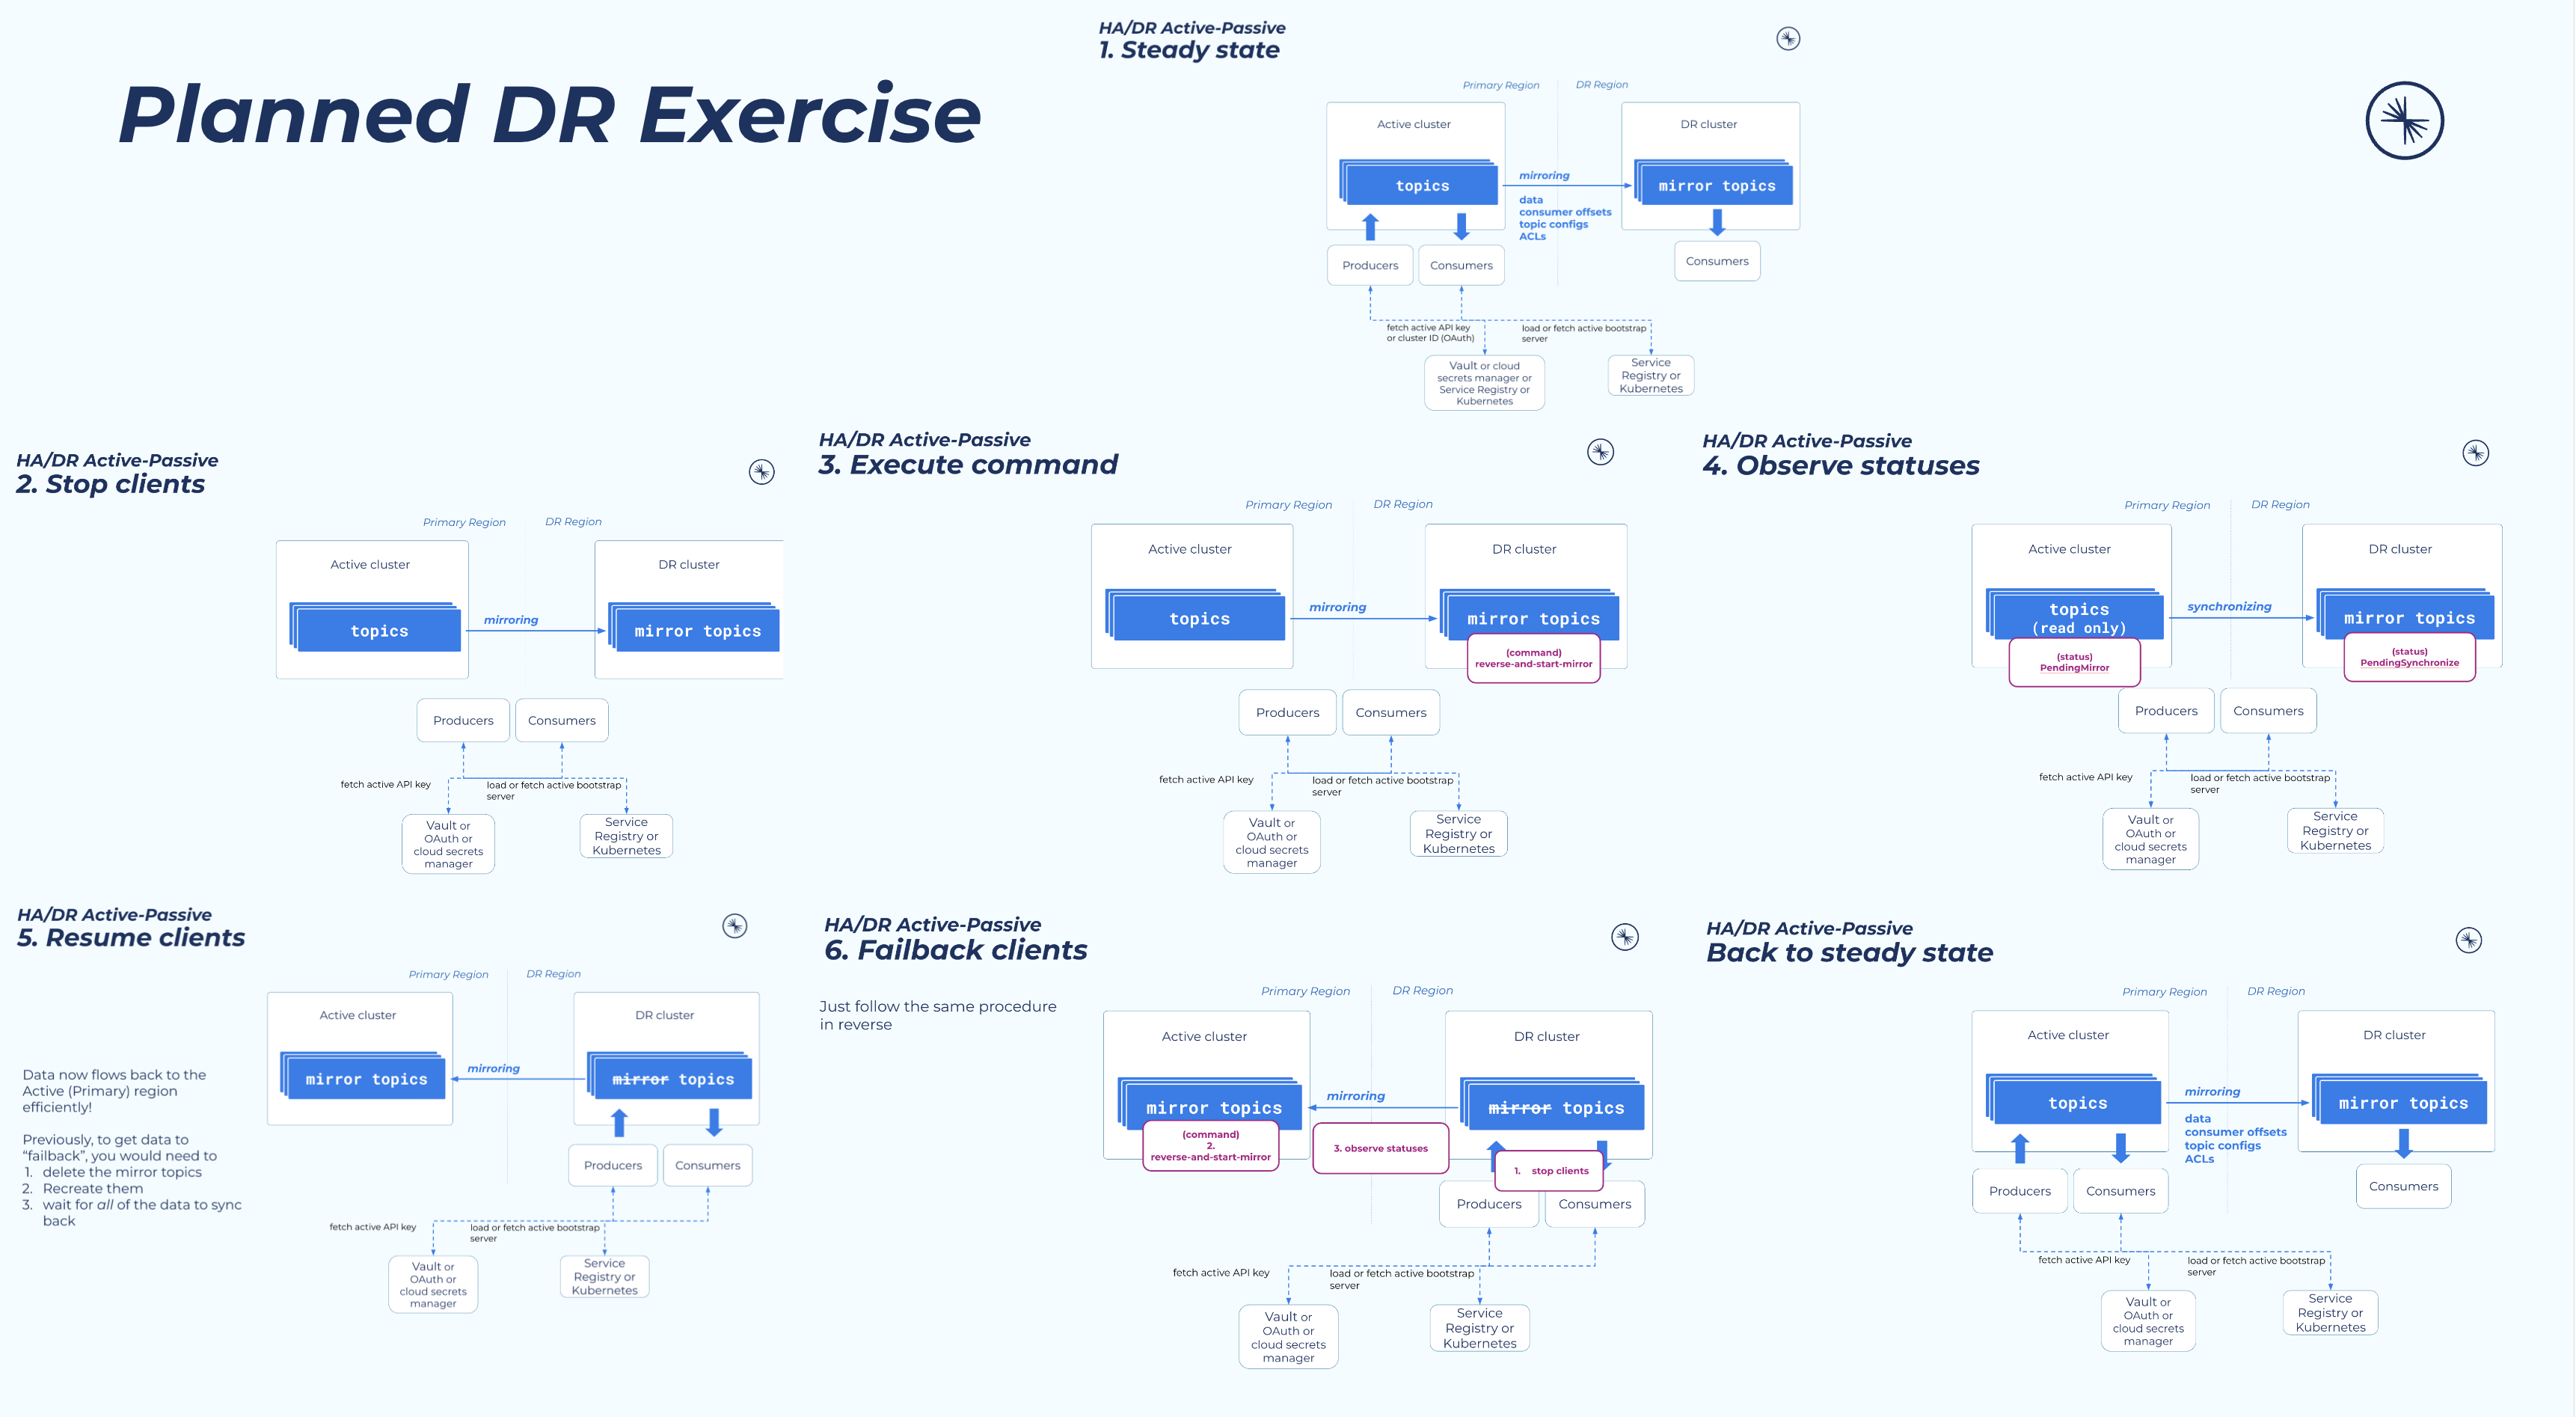 Planned DR Exercise
HA/DR Active-Passive
1. Steady state
Primary Region
DR Region
Active cluster
DR cluster
topics
mirroring
mirror topics
data
consumer offsets
topic configs
ACLs
Producers
Consumers
Consumers
fetch active API key
or cluster ID (OAuth)
load or fetch active bootstrap
server
Vault or cloud
secrets manager or
Service Registry or
Kubernetes
Service
Registry or
Kubernetes
HA/DR Active-Passive
2. Stop clients
Primary Region
DR Region
Active cluster
DR cluster
topics
mirroring
mirror topics
Producers
Consumers
fetch active API key
load or fetch active bootstrap
server
Vault or
OAuth or
cloud secrets
manager
Service
Registry or
Kubernetes
HA/DR Active-Passive
3. Execute command
Primary Region
DR Region
Active cluster
DR cluster
topics
mirroring
mirror topics
(command)
reverse-and-start-mirror
Producers
Consumers
fetch active API key
load or fetch active bootstrap
server
Vault or
OAuth or
cloud secrets
manager
Service
Registry or
Kubernetes
HA/DR Active-Passive
4. Observe statuses
Primary Region
DR Region
Active cluster
DR cluster
topics
(read only)
synchronizing
mirror topics
(status)
PendingMirror
(status)
PendingSynchronize
Producers
Consumers
fetch active API key
load or fetch active bootstrap
server
Vault or
OAuth or
cloud secrets
manager
Service
Registry or
Kubernetes
HA/DR Active-Passive
5. Resume clients
Data now flows back to the
Active (Primary) region
efficiently!
Previously, to get data to
“failback”, you would need to
1. delete the mirror topics
2. Recreate them
3. wait for all of the data to sync
back
Primary Region
DR Region
Active cluster
DR cluster
mirror topics
mirroring
mirror topics
Producers
Consumers
fetch active API key
load or fetch active bootstrap
server
Vault or
OAuth or
cloud secrets
manager
Service
Registry or
Kubernetes
HA/DR Active-Passive
6. Failback clients
Just follow the same procedure
in reverse
Primary Region
DR Region
Active cluster
DR cluster
mirror topics
mirroring
mirror topics
(command)
2.
reverse-and-start-mirror
3. observe statuses
1. stop clients
Producers
Consumers
fetch active API key
load or fetch active bootstrap
server
Vault or
OAuth or
cloud secrets
manager
Service
Registry or
Kubernetes
HA/DR Active-Passive
Back to steady state
Primary Region
DR Region
Active cluster
DR cluster
topics
mirroring
mirror topics
data
consumer offsets
topic configs
ACLs
Producers
Consumers
Consumers
fetch active API key
load or fetch active bootstrap
server
Vault or
OAuth or
cloud secrets
manager
Service
Registry or
Kubernetes